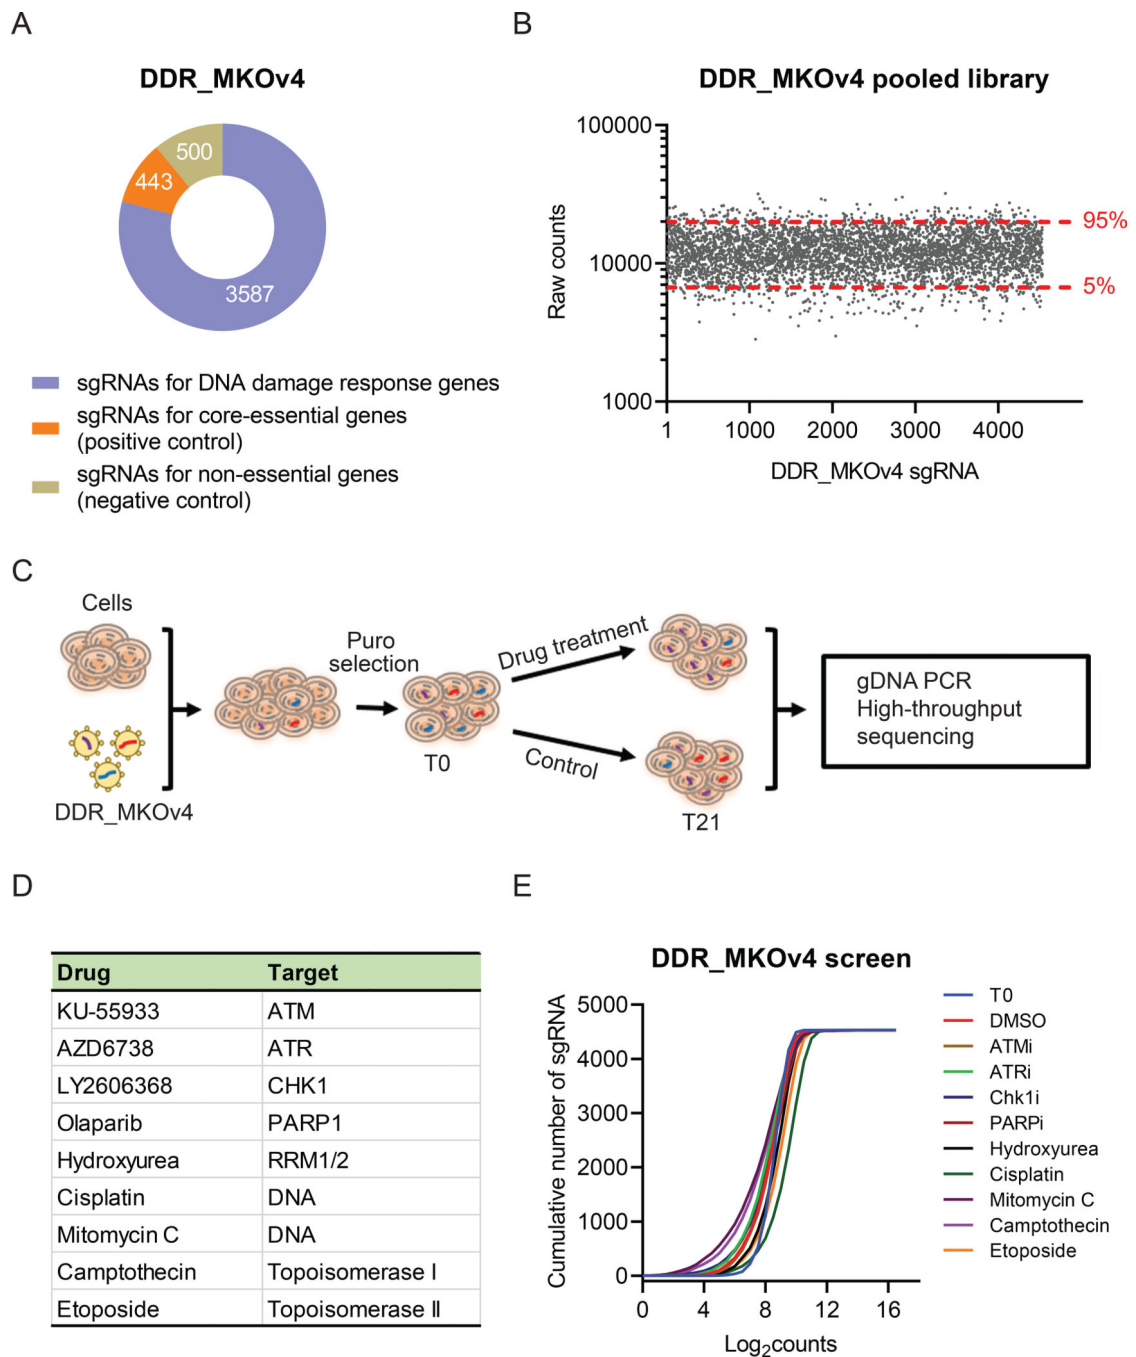 A
DDR_MKOv4
500
443
3587
sgRNAs for DNA damage response genes
sgRNAs for core-essential genes
(positive control)
sgRNAs for non-essential genes
(negative control)
B
DDR_MKOv4 pooled library
100000
10000
1000
Raw counts
95%
5%
1 1000 2000 3000 4000
DDR_MKOv4 sgRNA
C
Cells
DDR_MKOv4
Puro
selection
T0
Drug treatment
Control
T21
gDNA PCR
High-throughput
sequencing
D
Drug Target
KU-55933 ATM
AZD6738 ATR
LY2606368 CHK1
Olaparib PARP1
Hydroxyurea RRM1/2
Cisplatin DNA
Mitomycin C DNA
Camptothecin Topoisomerase I
Etoposide Topoisomerase II
E
DDR_MKOv4 screen
Cumulative number of sgRNA
5000
4000
3000
2000
1000
0
0 4 8 12 16
Log₂counts
T0
DMSO
ATMi
ATRi
Chk1i
PARPi
Hydroxyurea
Cisplatin
Mitomycin C
Camptothecin
Etoposide